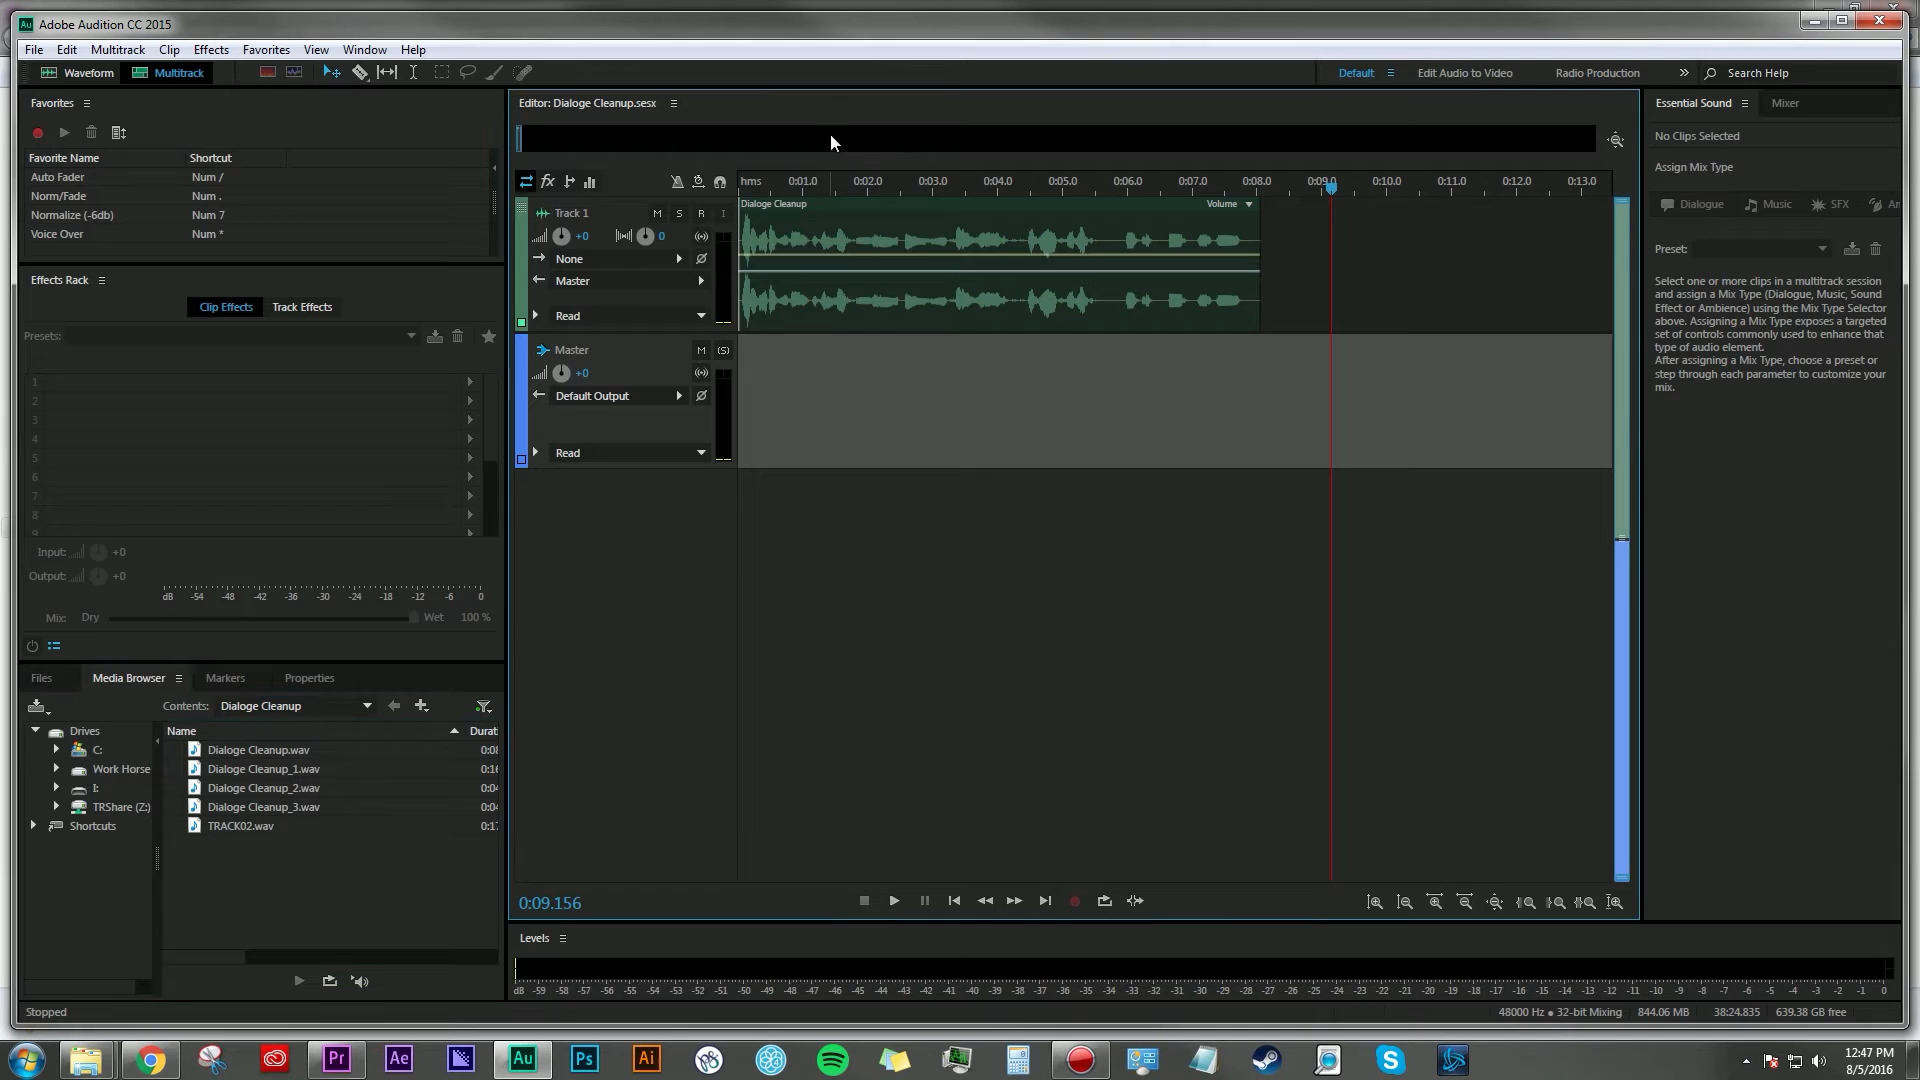 Au Adobe Audition CC 2015
File Edit Multitrack Clip Effects Favorites View Window Help
Waveform Multitrack Default Edit Audio to Video Radio Production Search Help
Favorites
Favorite Name Shortcut
Auto Fader Num /
Norm/Fade Num .
Normalize (-6db) Num 7
Voice Over Num *
Effects Rack
Clip Effects Track Effects
Presets:
1
2
3
4
5
6
7
8
9
Input: +0
Output: +0
dB -54 -48 -42 -36 -30 -24 -18 -12 -6 0
Mix: Dry Wet 100 %
Files Media Browser Markers Properties
Contents: Dialoge Cleanup
Drives
C:
Work Horse
I:
TRShare (Z:)
Shortcuts
Name Durat
Dialoge Cleanup.wav 0:08
Dialoge Cleanup_1.wav 0:16
Dialoge Cleanup_2.wav 0:04
Dialoge Cleanup_3.wav 0:04
TRACK02.wav 0:17
Editor: Dialoge Cleanup.sesx
fx hms 0:01.0 0:02.0 0:03.0 0:04.0 0:05.0 0:06.0 0:07.0 0:08.0 0:09.0 0:10.0 0:11.0 0:12.0 0:13.0
Track 1 M S R I
+0 0
None
Master
Read
Dialoge Cleanup Volume
Master M (S)
+0
Default Output
Read
0:09.156
Levels
dB -59 -58 -57 -56 -55 -54 -53 -52 -51 -50 -49 -48 -47 -46 -45 -44 -43 -42 -41 -40 -39 -38 -37 -36 -35 -34 -33 -32 -31 -30 -29 -28 -27 -26 -25 -24 -23 -22 -21 -20 -19 -18 -17 -16 -15 -14 -13 -12 -11 -10 -9 -8 -7 -6 -5 -4 -3 -2 -1 0
Essential Sound Mixer
No Clips Selected
Assign Mix Type
Dialogue Music SFX An
Preset:
Select one or more clips in a multitrack session
and assign a Mix Type (Dialogue, Music, Sound
Effect or Ambience) using the Mix Type Selector
above. Assigning a Mix Type exposes a targeted
set of controls commonly used to enhance that
type of audio element.
After assigning a Mix Type, choose a preset or
step through each parameter to customize your
mix.
Stopped 48000 Hz ● 32-bit Mixing 844.06 MB 38:24.835 639.38 GB free
Pr Ae Au Ps Ai
12:47 PM
8/5/2016